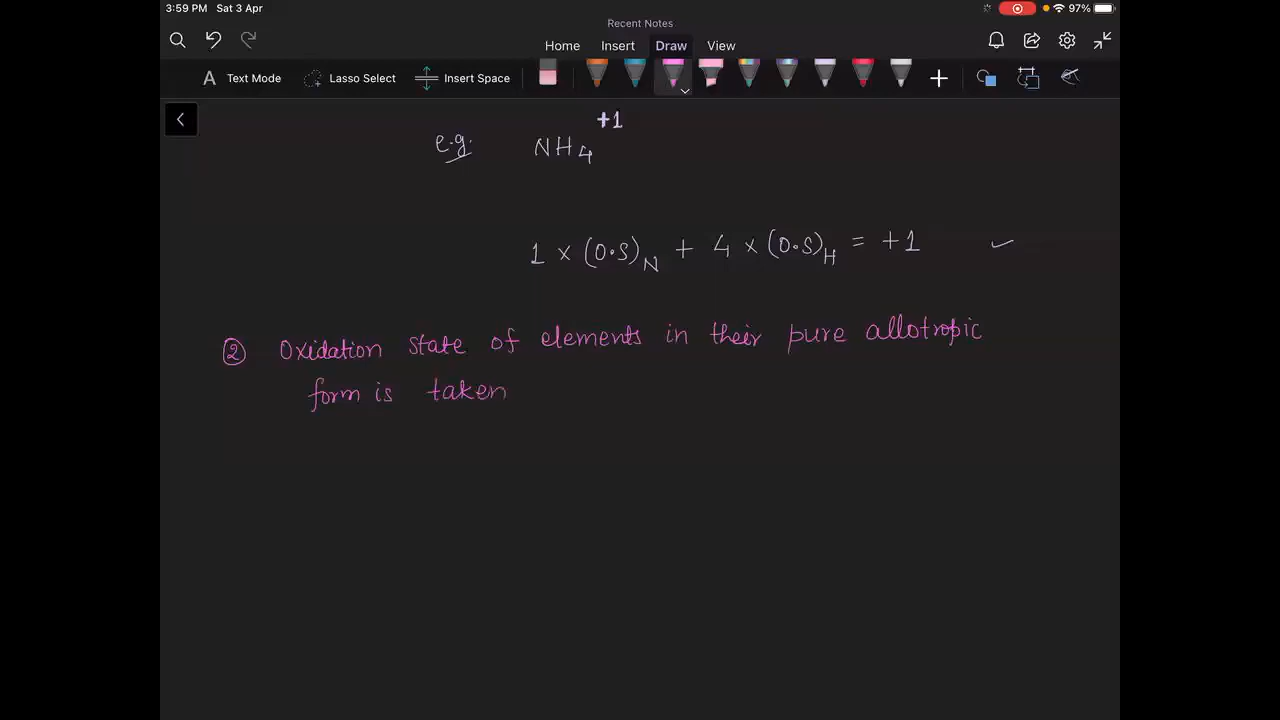 3:59 PM Sat 3 Apr
97%
Recent Notes
Home Insert Draw View
A Text Mode Lasso Select Insert Space
+1
e.g. NH4
1 × (O.S)N + 4 × (O.S)H = +1
② Oxidation state of elements in their pure allotropic
form is taken